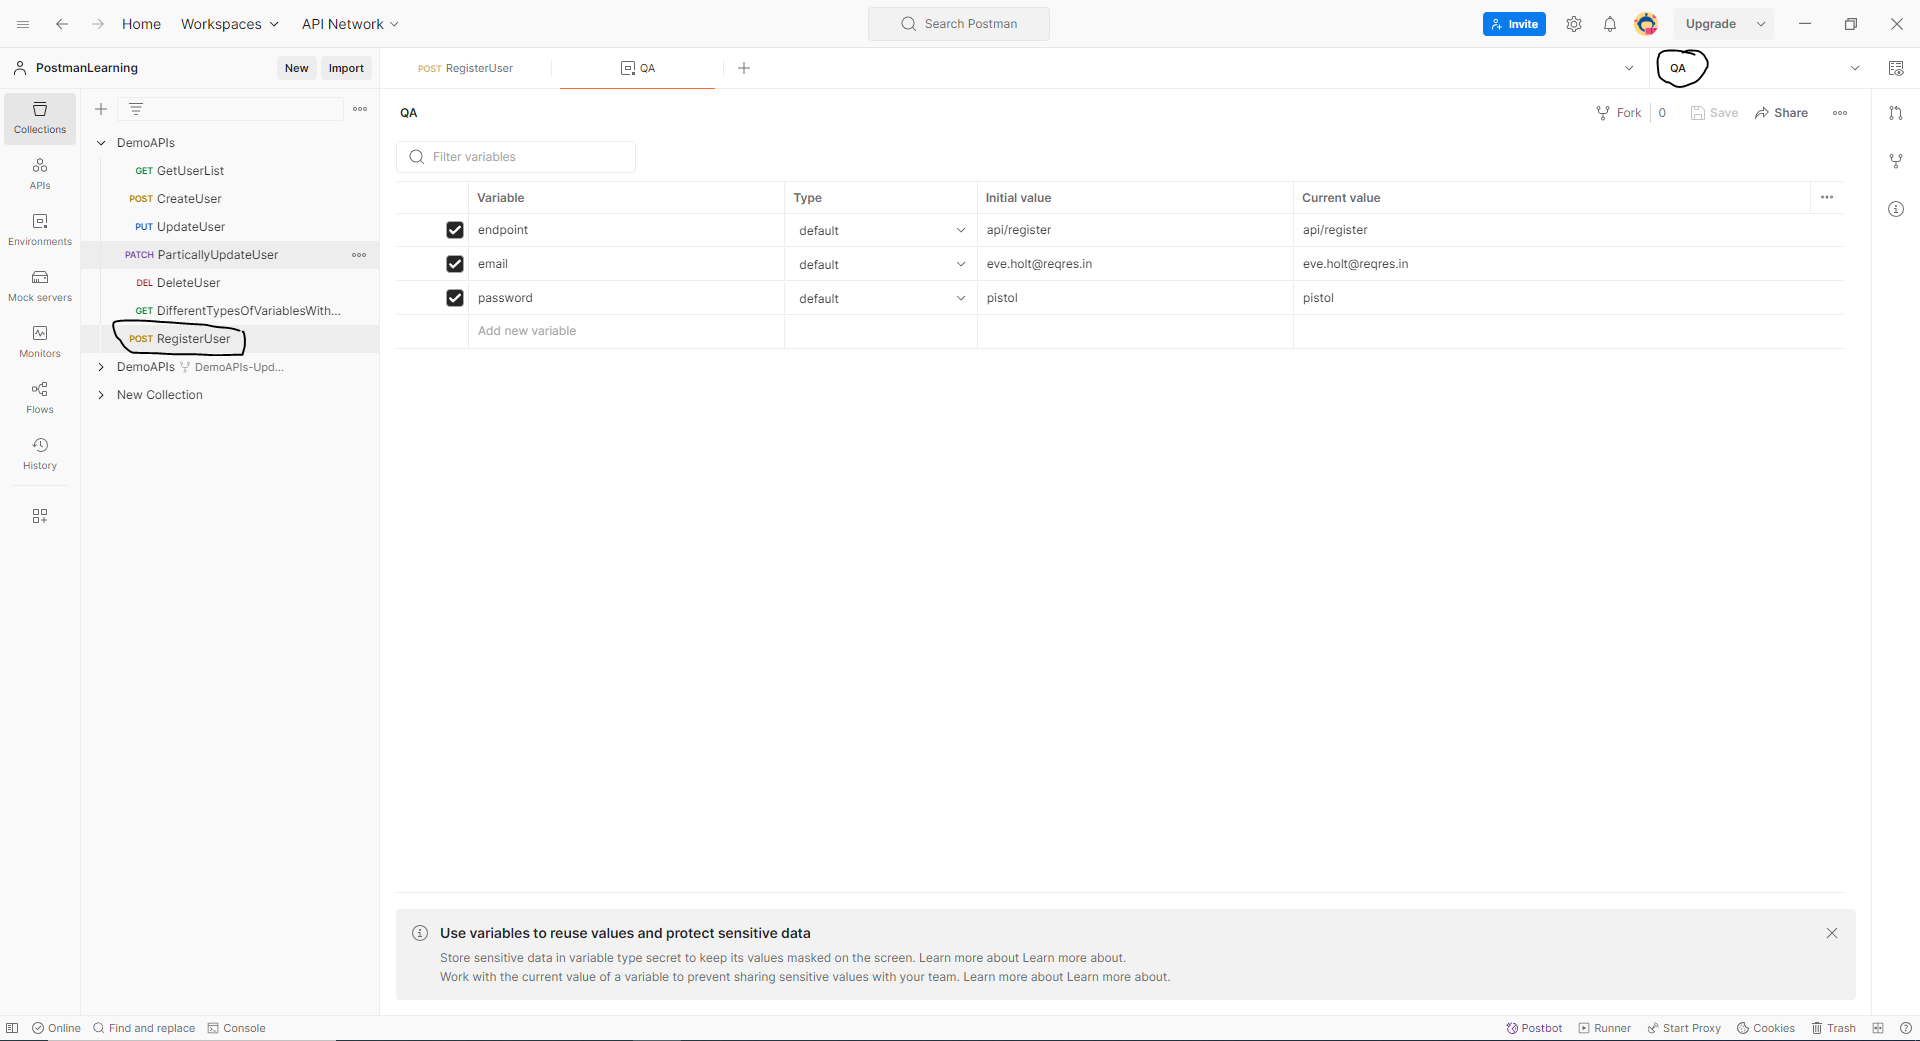 Home Workspaces API Network Search Postman Invite Upgrade
PostmanLearning New Import POST RegisterUser QA QA
Collections
APIs
Environments
Mock servers
Monitors
Flows
History
DemoAPIs
GET GetUserList
POST CreateUser
PUT UpdateUser
PATCH ParticallyUpdateUser
DEL DeleteUser
GET DifferentTypesOfVariablesWith...
POST RegisterUser
DemoAPIs DemoAPIs-Upd...
New Collection
QA Fork 0 Save Share
Filter variables
Variable Type Initial value Current value
endpoint default api/register api/register
email default eve.holt@reqres.in eve.holt@reqres.in
password default pistol pistol
Add new variable
Use variables to reuse values and protect sensitive data
Store sensitive data in variable type secret to keep its values masked on the screen. Learn more about Learn more about.
Work with the current value of a variable to prevent sharing sensitive values with your team. Learn more about Learn more about.
Online Find and replace Console Postbot Runner Start Proxy Cookies Trash